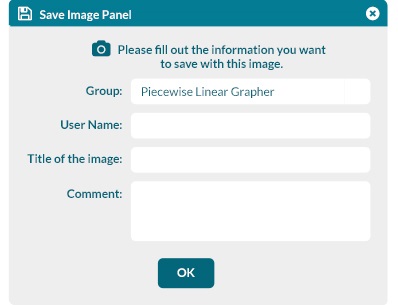 Save Image Panel
Please fill out the information you want
to save with this image.
Group: Piecewise Linear Grapher
User Name:
Title of the image:
Comment:
OK